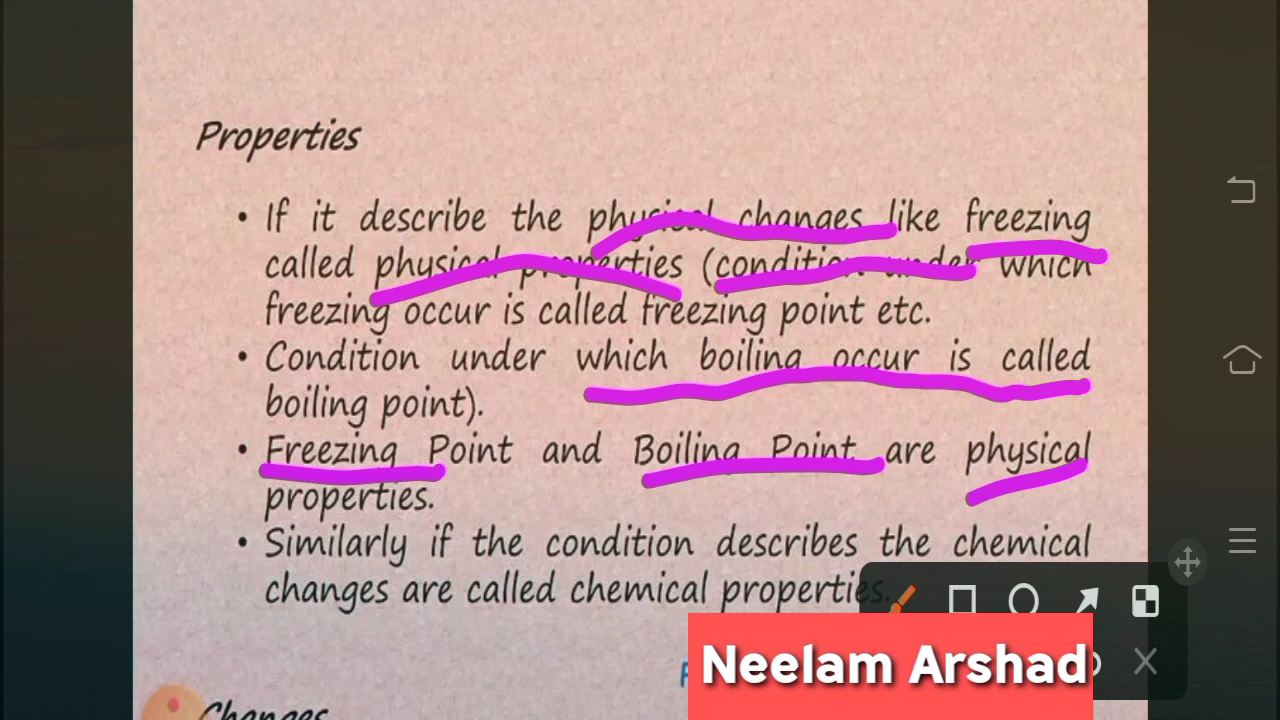 Properties
• If it describe the physical changes like freezing
called physical properties (condition under which
freezing occur is called freezing point etc.
• Condition under which boiling occur is called
boiling point).
• Freezing Point and Boiling Point are physical
properties.
• Similarly if the condition describes the chemical
changes are called chemical properties.
Neelam Arshad
Changes